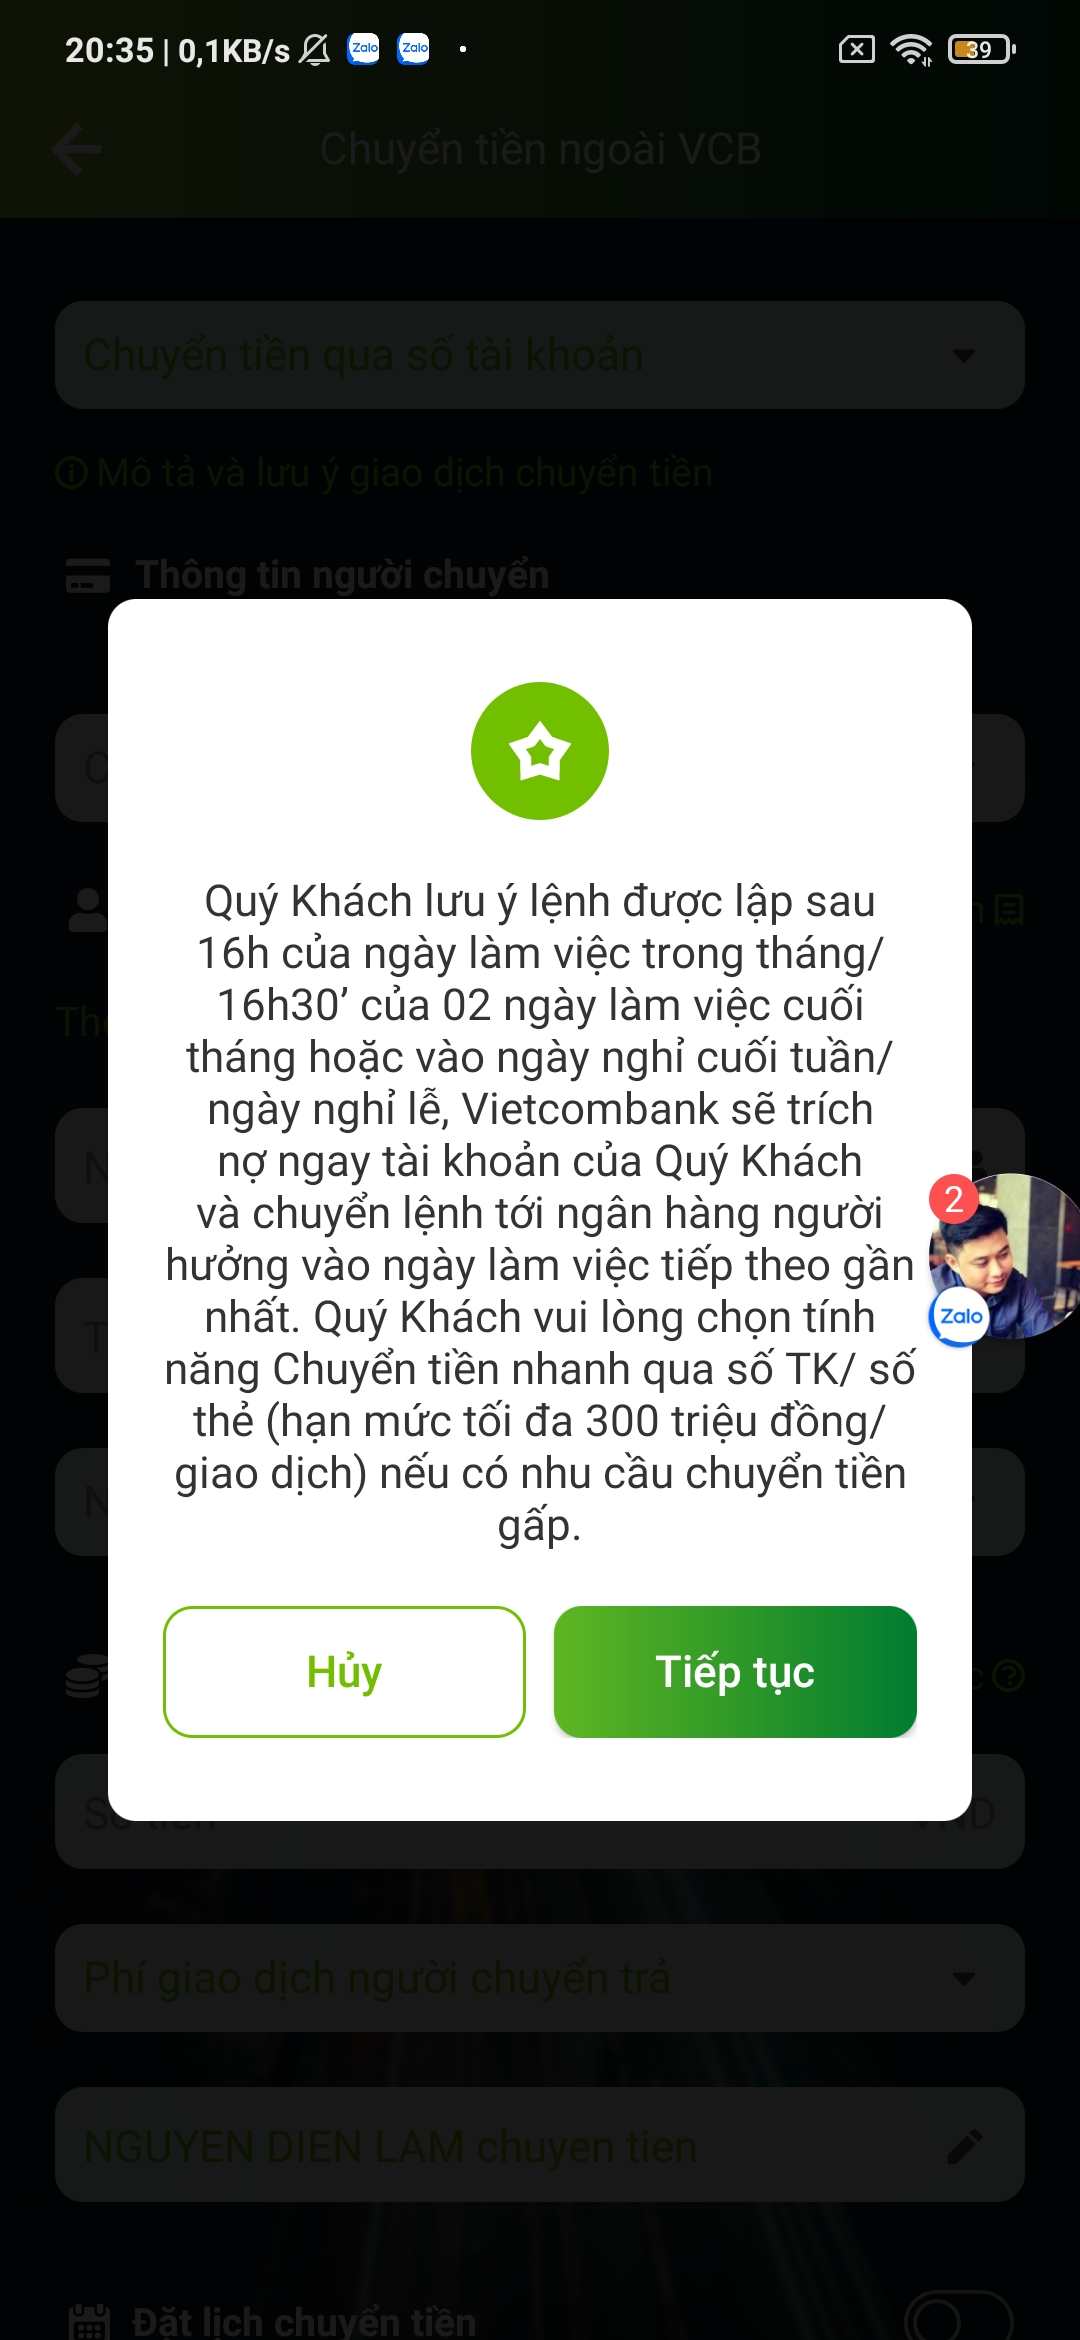 20:35 | 0,1KB/s Zalo Zalo 39
Chuyển tiền ngoài VCB
Chuyển tiền qua số tài khoản
Mô tả và lưu ý giao dịch chuyển tiền
Thông tin người chuyển
Quý Khách lưu ý lệnh được lập sau
16h của ngày làm việc trong tháng/
16h30’ của 02 ngày làm việc cuối
tháng hoặc vào ngày nghỉ cuối tuần/
ngày nghỉ lễ, Vietcombank sẽ trích
nợ ngay tài khoản của Quý Khách
và chuyển lệnh tới ngân hàng người
hưởng vào ngày làm việc tiếp theo gần
nhất. Quý Khách vui lòng chọn tính
năng Chuyển tiền nhanh qua số TK/ số
thẻ (hạn mức tối đa 300 triệu đồng/
giao dịch) nếu có nhu cầu chuyển tiền
gấp.
2
Zalo
Hủy Tiếp tục
Số tiền VND
Phí giao dịch người chuyển trả
NGUYEN DIEN LAM chuyen tien
Đặt lịch chuyển tiền